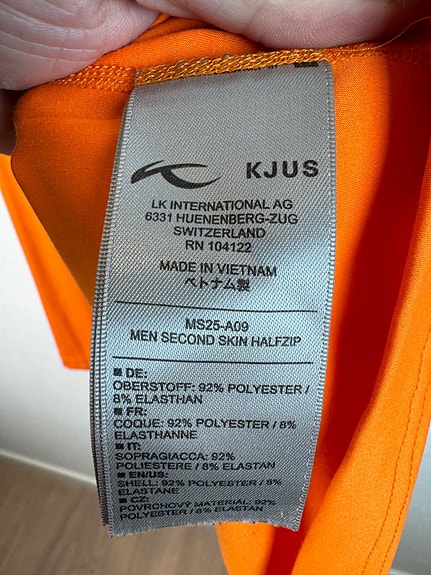 KJUS
LK INTERNATIONAL AG
6331 HUENENBERG-ZUG
SWITZERLAND
RN 104122
MADE IN VIETNAM
ベトナム製
MS25-A09
MEN SECOND SKIN HALFZIP
■ DE:
OBERSTOFF: 92% POLYESTER /
8% ELASTHAN
■ FR:
COQUE: 92% POLYESTER / 8%
ELASTHANNE
■ IT:
SOPRAGIACCA: 92%
POLIESTERE / 8% ELASTAN
■ EN/US:
SHELL: 92% POLYESTER / 8%
ELASTANE
■ CZ:
POVRCHOVÝ MATERIÁL: 92%
POLYESTER / 8% ELASTAN